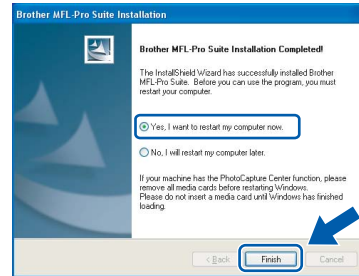 Brother MFL-Pro Suite Installation
Brother MFL-Pro Suite Installation Completed!
The InstallShield Wizard has successfully installed Brother
MFL-Pro Suite. Before you can use the program, you must
restart your computer.
Yes, I want to restart my computer now.
No, I will restart my computer later.
If your machine has the PhotoCapture Center function, please
remove all media cards before restarting Windows.
Please do not insert a media card until Windows has finished
loading.
< Back Finish Cancel